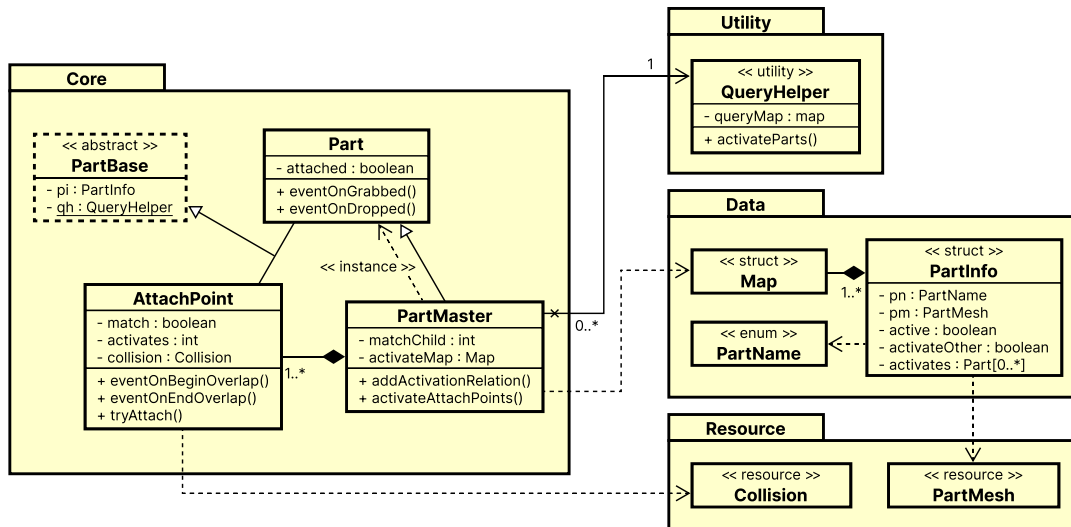 Core
<< abstract >>
PartBase
- pi : PartInfo
- qh : QueryHelper
Part
- attached : boolean
+ eventOnGrabbed()
+ eventOnDropped()
<< instance >>
AttachPoint
- match : boolean
- activates : int
- collision : Collision
+ eventOnBeginOverlap()
+ eventOnEndOverlap()
+ tryAttach()
1..*
PartMaster
- matchChild : int
- activateMap : Map
+ addActivationRelation()
+ activateAttachPoints()
0..*
1
Utility
<< utility >>
QueryHelper
- queryMap : map
+ activateParts()
Data
<< struct >>
Map
1..*
<< enum >>
PartName
<< struct >>
PartInfo
- pn : PartName
- pm : PartMesh
- active : boolean
- activateOther : boolean
- activates : Part[0..*]
Resource
<< resource >>
Collision
<< resource >>
PartMesh